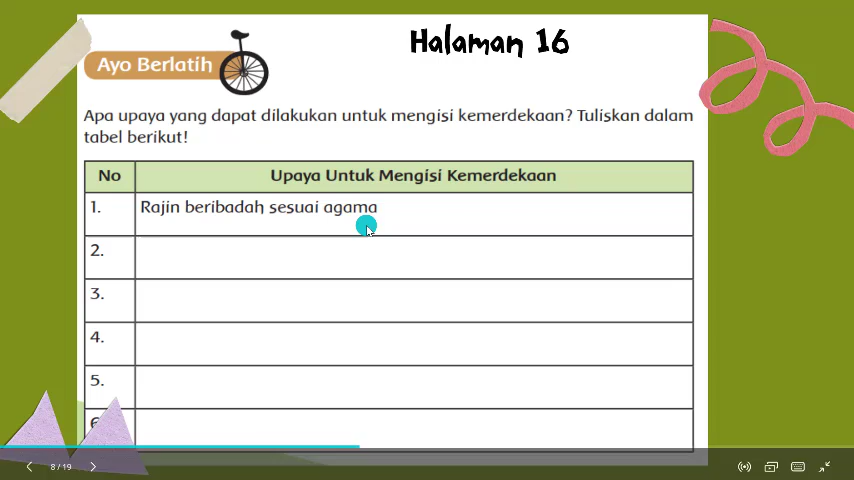 Halaman 16
Ayo Berlatih
Apa upaya yang dapat dilakukan untuk mengisi kemerdekaan? Tuliskan dalam
tabel berikut!
No Upaya Untuk Mengisi Kemerdekaan
1. Rajin beribadah sesuai agama
2.
3.
4.
5.
6
8 / 19